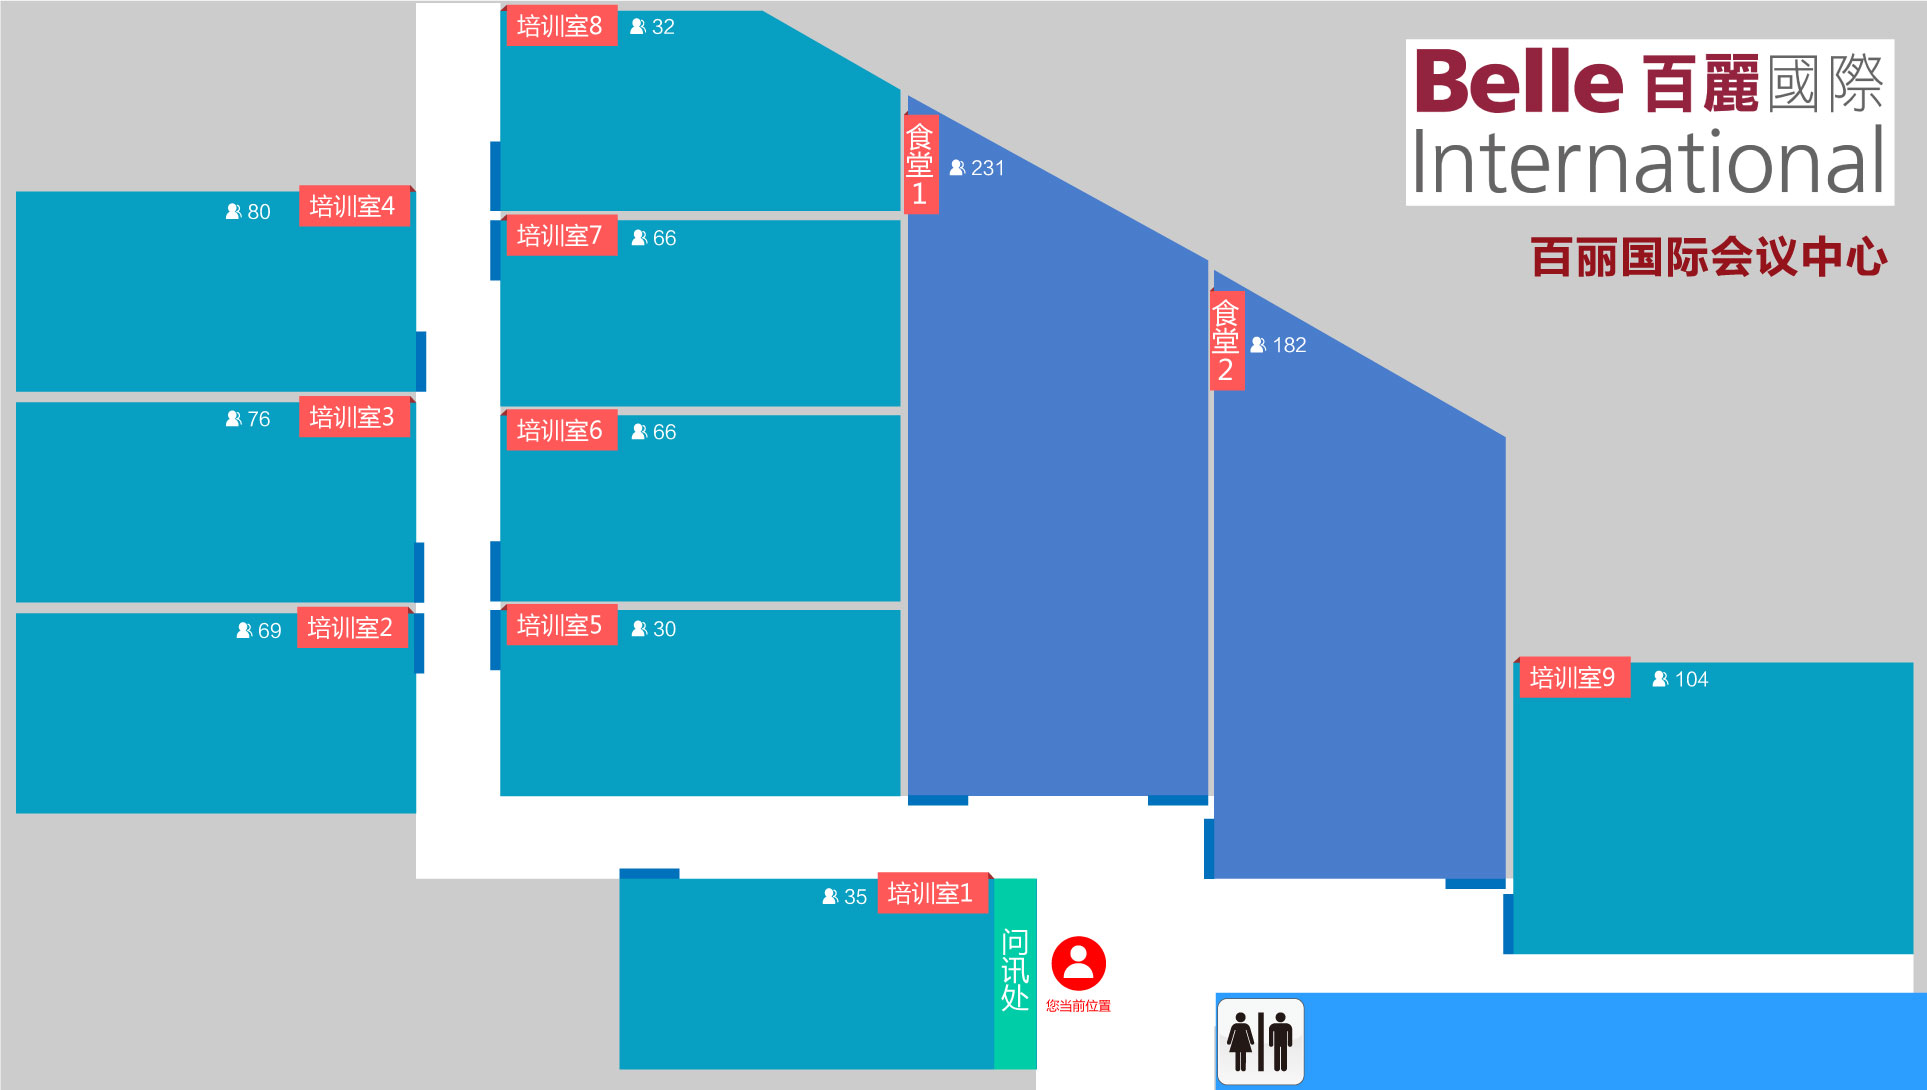 培训室8
32
Belle 百麗國際
International
百丽国际会议中心
食堂1
231
培训室4
80
培训室7
66
食堂2
182
培训室3
76
培训室6
66
培训室2
69
培训室5
30
培训室9
104
培训室1
35
问讯处
您当前位置